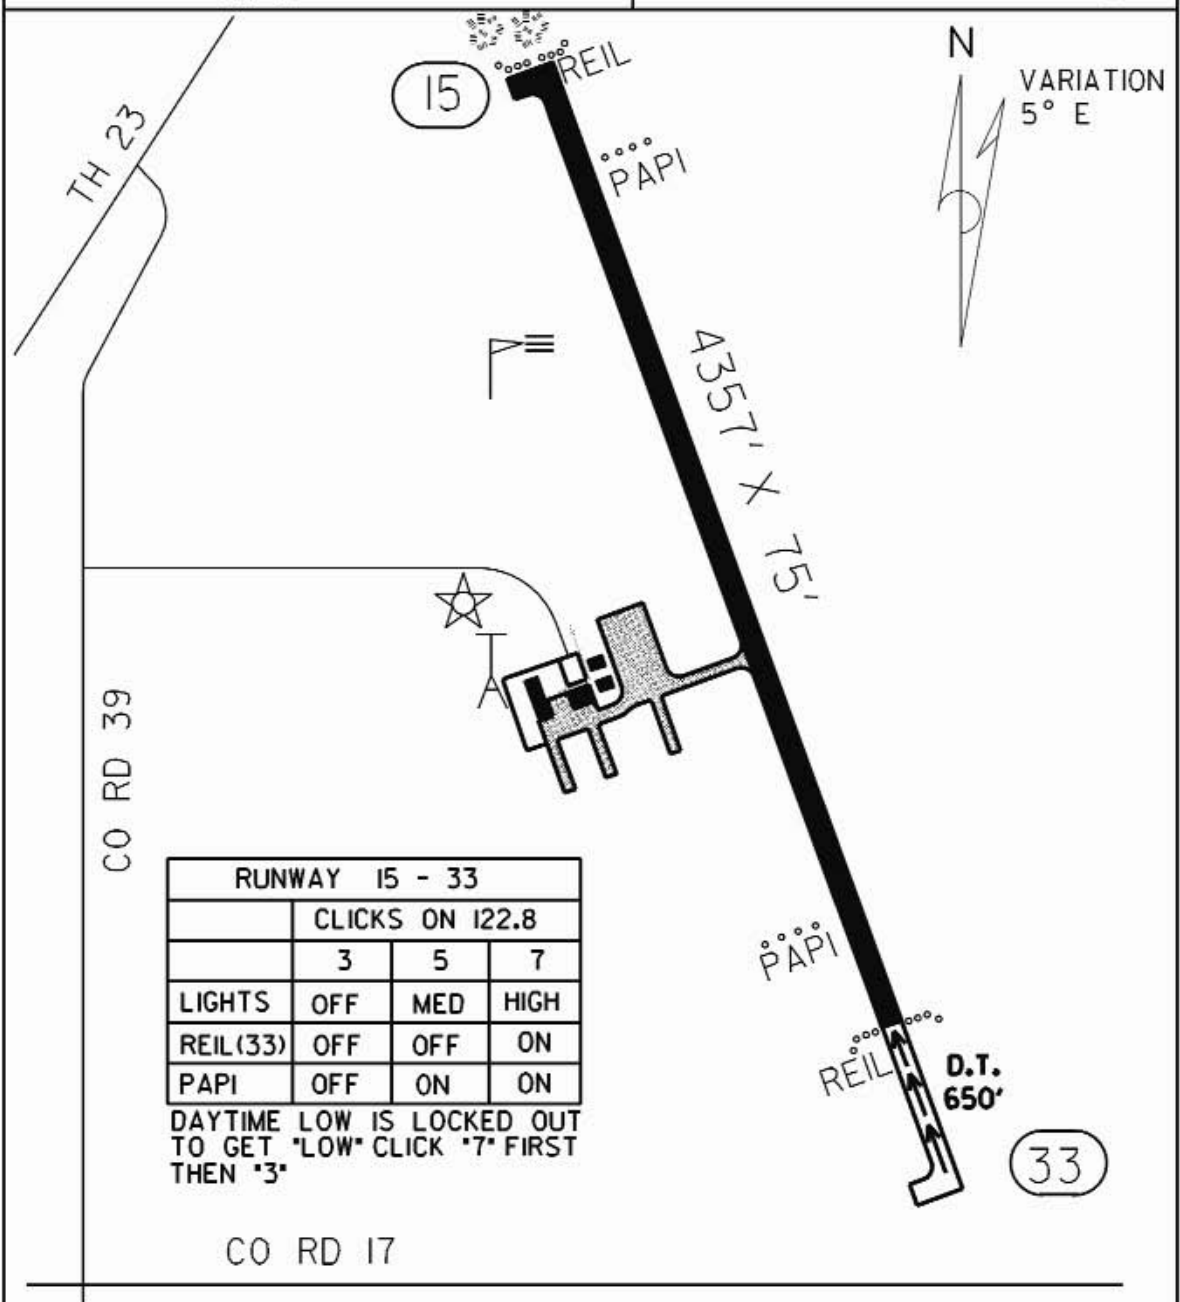 N
VARIATION
5° E
REIL
15
TH 23
PAPI
4357' X 75'
CO RD 39
RUNWAY 15 - 33
CLICKS ON 122.8
3 5 7
LIGHTS OFF MED HIGH
REIL(33) OFF OFF ON
PAPI OFF ON ON
DAYTIME LOW IS LOCKED OUT
TO GET "LOW" CLICK "7" FIRST
THEN "3"
PAPI
REIL
D.T.
650'
33
CO RD 17